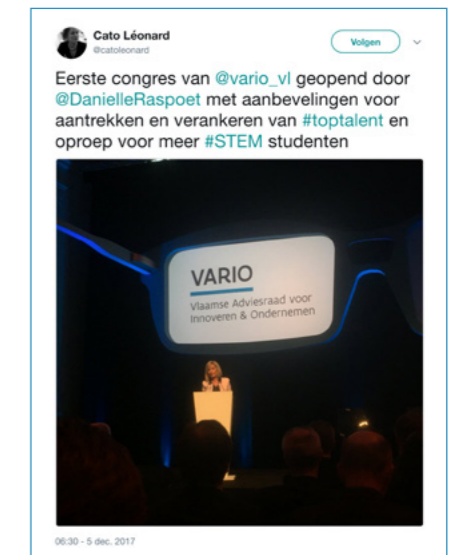 Cato Léonard
@catoleonard
Volgen
Eerste congres van @vario_vl geopend door
@DanielleRaspoet met aanbevelingen voor
aantrekken en verankeren van #toptalent en
oproep voor meer #STEM studenten
VARIO
Vlaamse Adviesraad voor
Innoveren & Ondernemen
06:30 - 5 dec. 2017